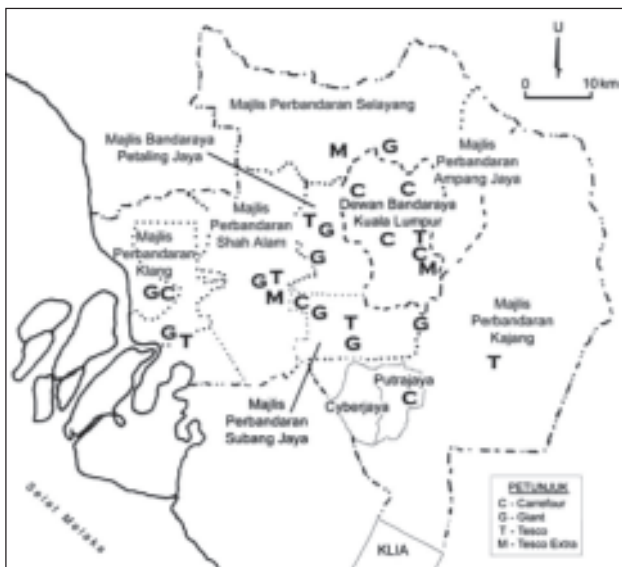 U
0 10 km
Majlis Perbandaran Selayang
Majlis Bandaraya
Petaling Jaya
Majlis
Perbandaran
Ampang Jaya
M G
C C
Dewan Bandaraya
Kuala Lumpur
Majlis
Perbandaran
Shah Alam
T
G
C T
C
M
Majlis
Perbandaran
Klang
G
G C
G T
M
C
G
G T
T
G
G
Majlis
Perbandaran
Kajang
T
Putrajaya
C
Cyberjaya
Majlis
Perbandaran
Subang Jaya
Selat Melaka
KLIA
PETUNJUK
C - Carrefour
G - Giant
T - Tesco
M - Tesco Extra